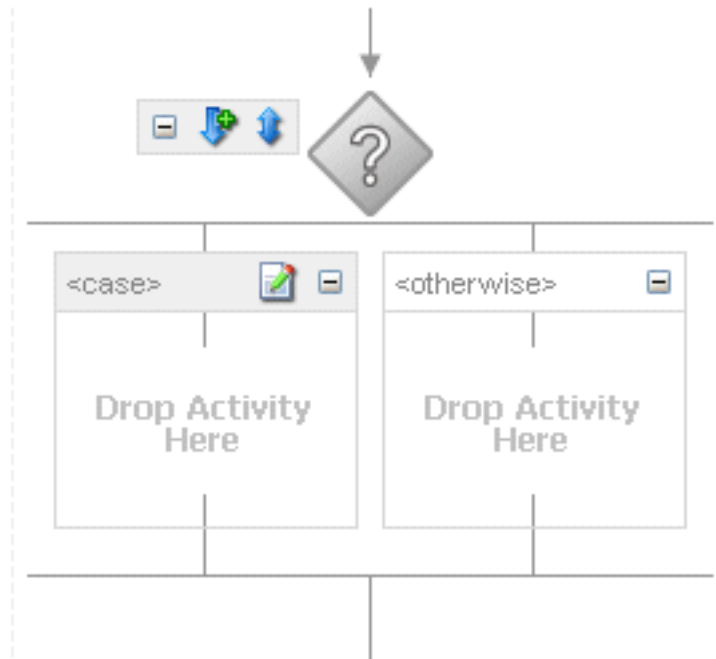 ?
<case>
<otherwise>
Drop Activity
Here
Drop Activity
Here